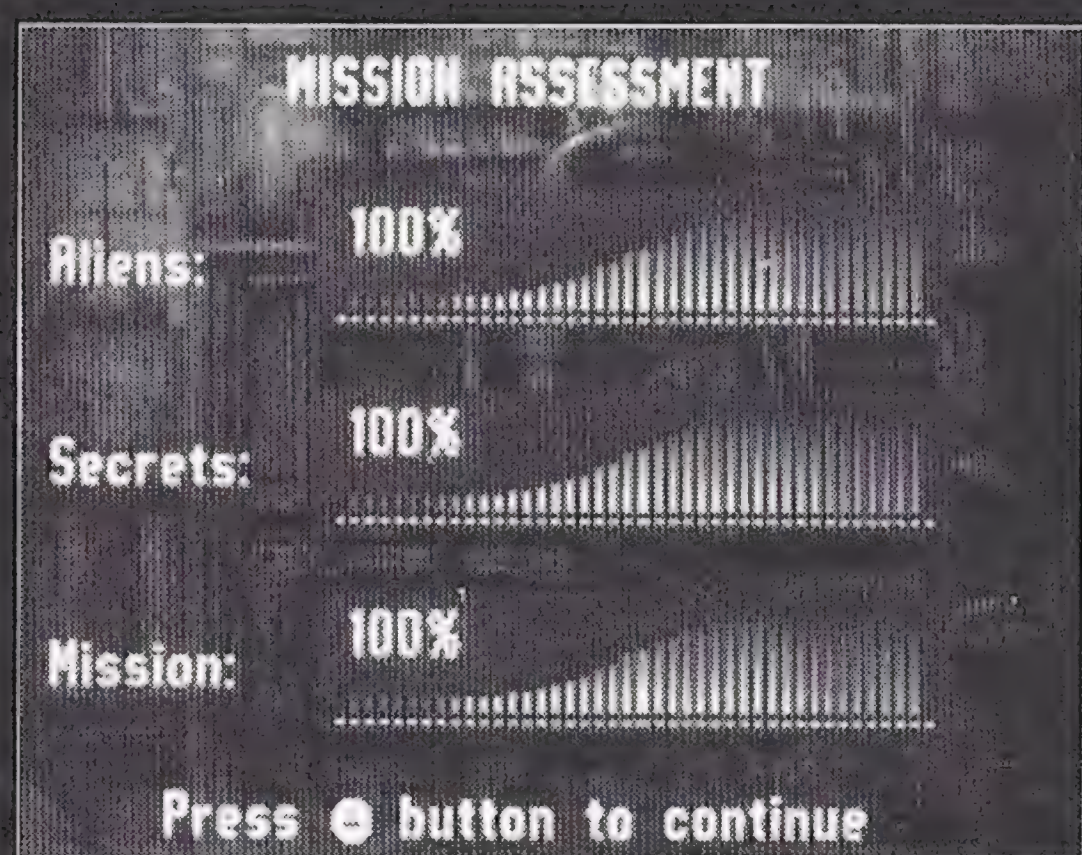 MISSION ASSESSMENT
100%
Aliens:
100%
Secrets:
100%
Mission:
Press button to continue